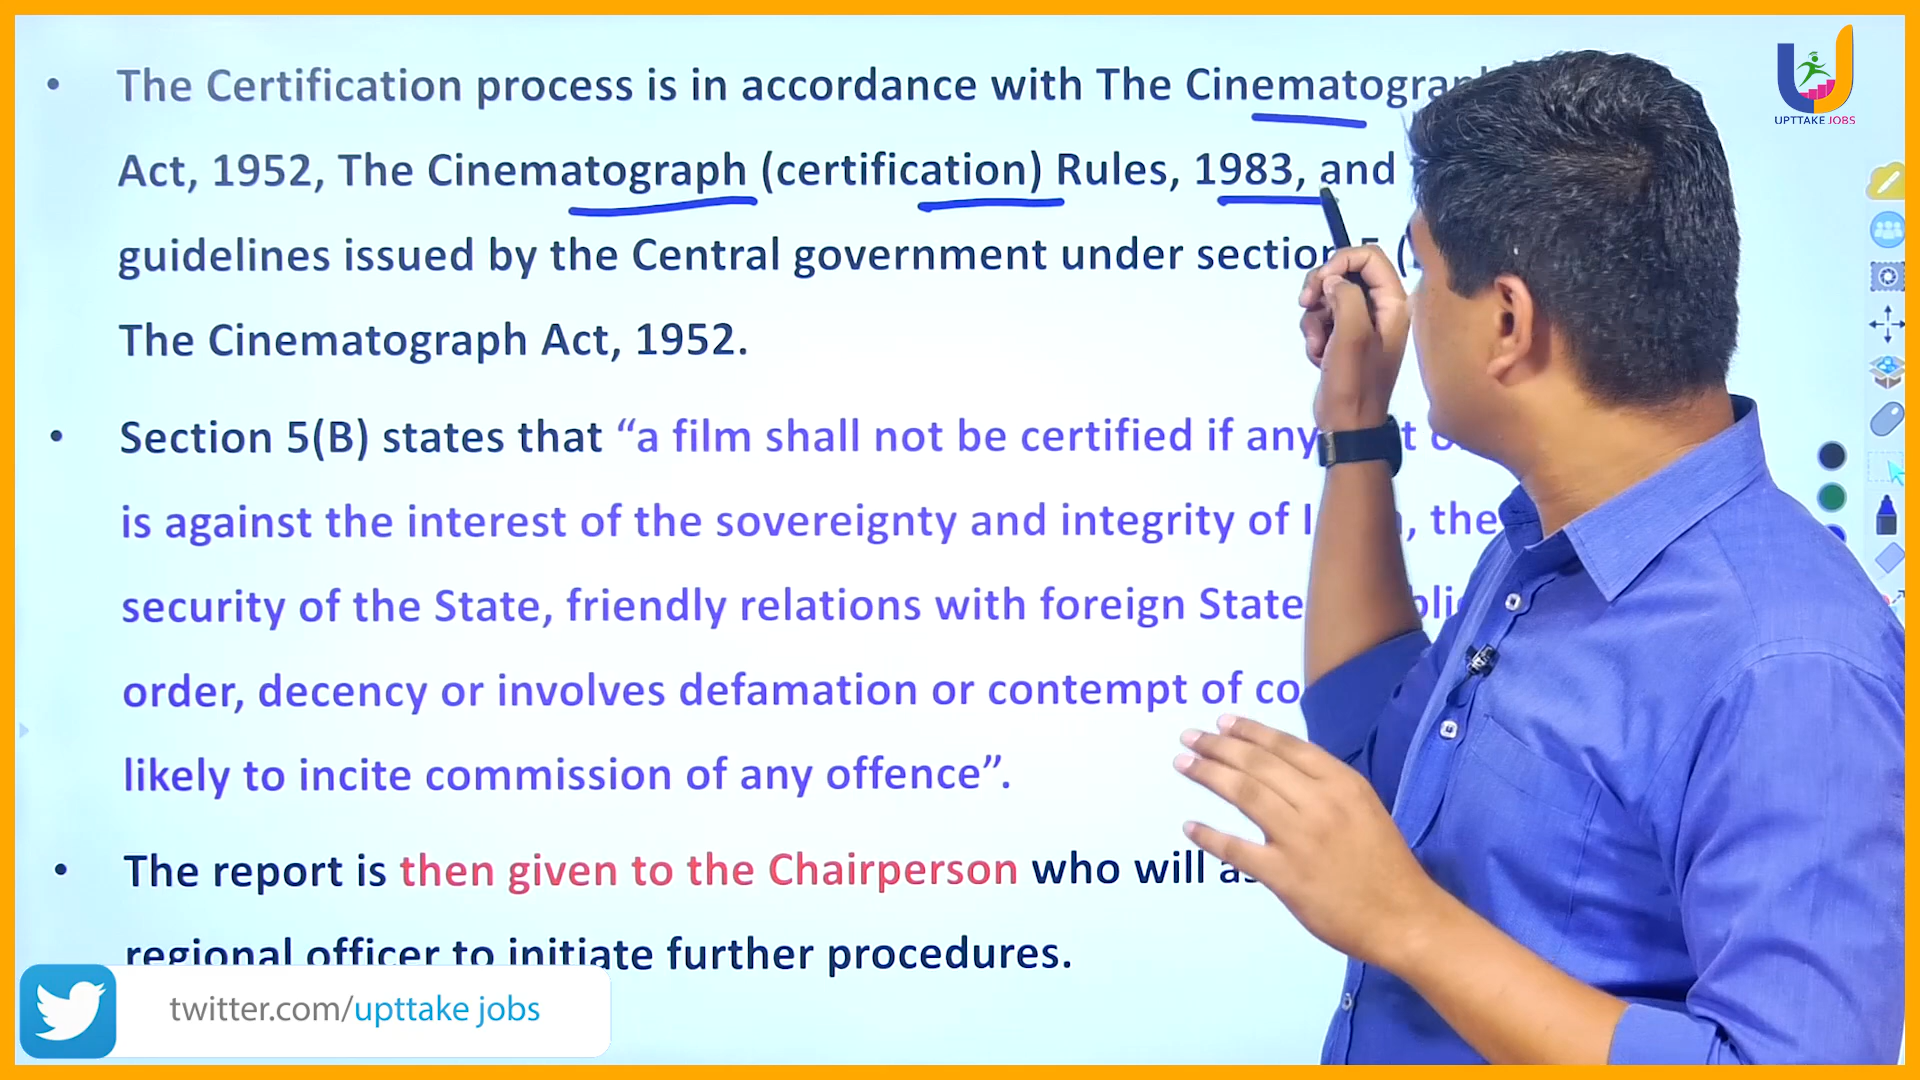 • The Certification process is in accordance with The Cinematograph
Act, 1952, The Cinematograph (certification) Rules, 1983, and
guidelines issued by the Central government under section 5 (
The Cinematograph Act, 1952.
• Section 5(B) states that “a film shall not be certified if any
is against the interest of the sovereignty and integrity of the
security of the State, friendly relations with foreign State
order, decency or involves defamation or contempt of
likely to incite commission of any offence”.
• The report is then given to the Chairperson who will
regional officer to initiate further procedures.
UPTTAKE JOBS
twitter.com/upttake jobs